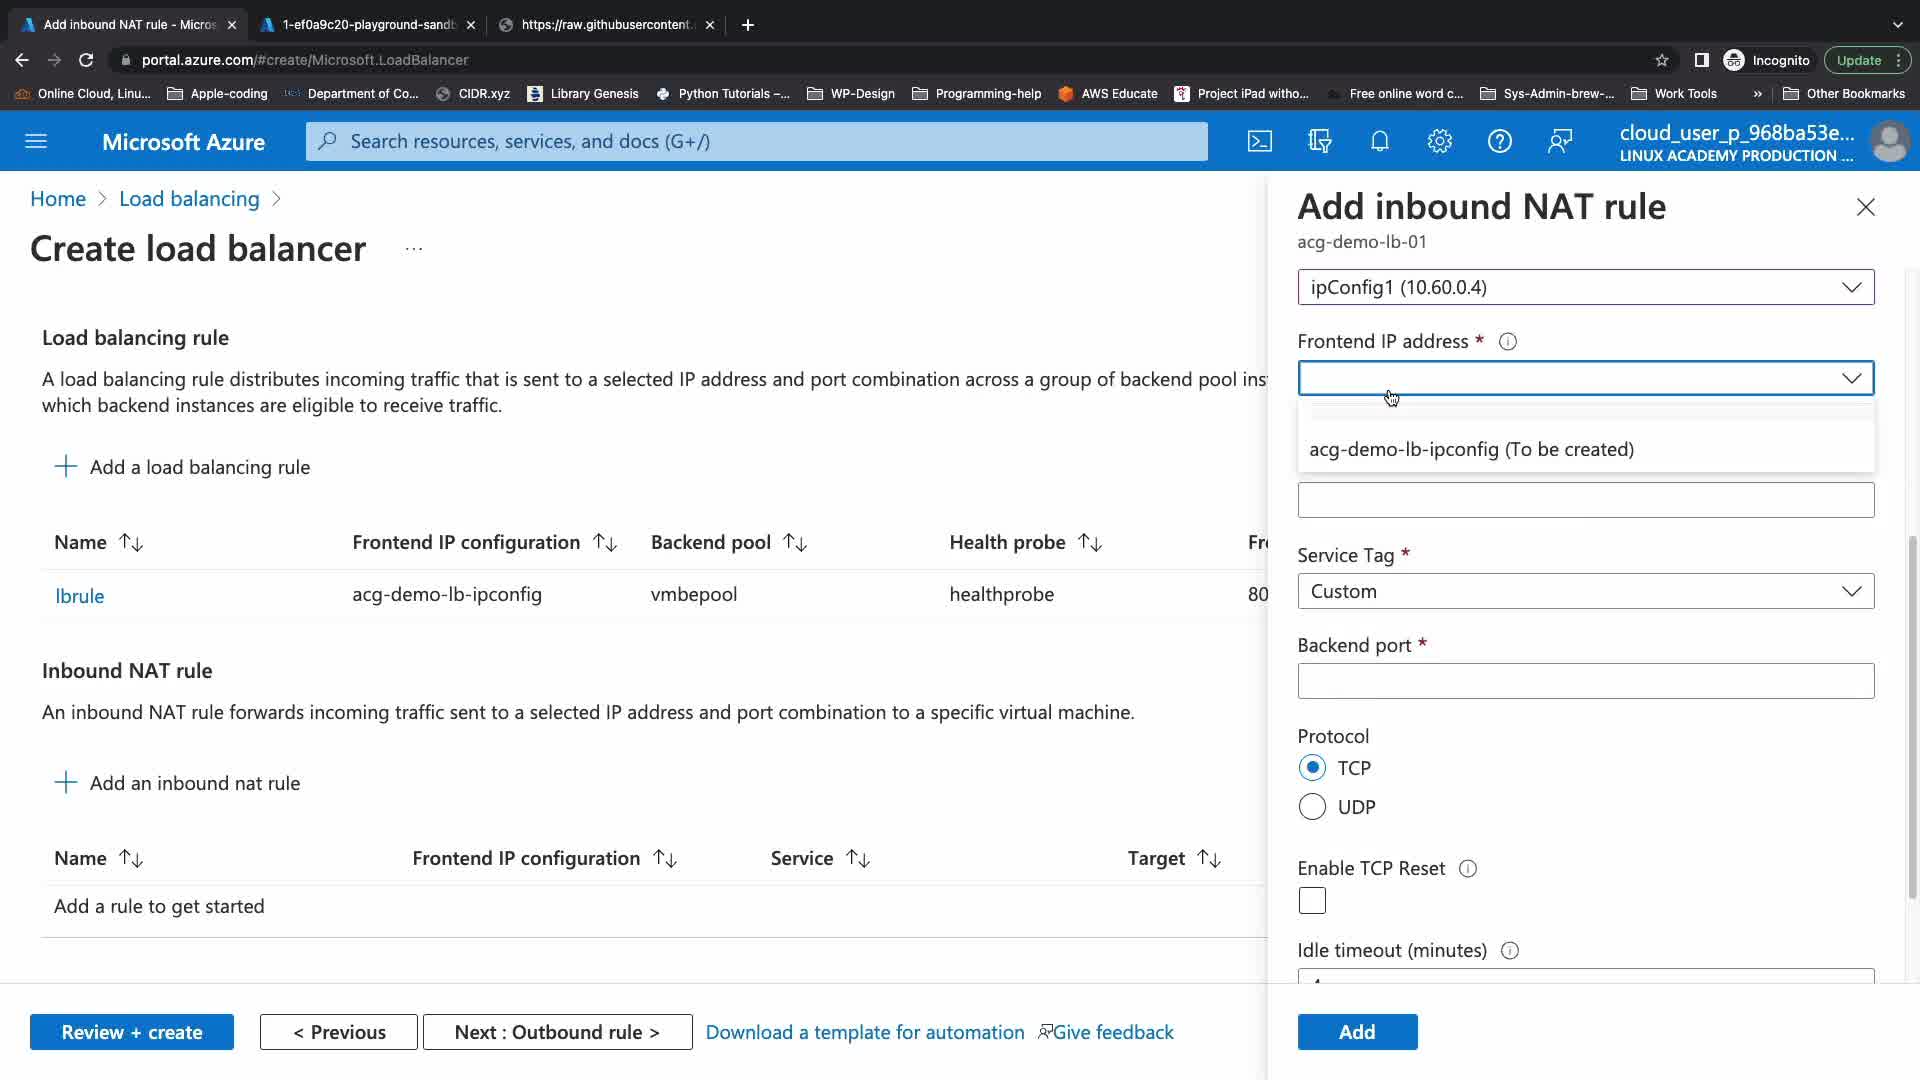 Add inbound NAT rule - Micros
1-ef0a9c20-playground-sandb
https://raw.githubusercontent.
portal.azure.com/#create/Microsoft.LoadBalancer
Incognito
Update
Online Cloud, Linu...
Apple-coding
Department of Co...
CIDR.xyz
Library Genesis
Python Tutorials –...
WP-Design
Programming-help
AWS Educate
Project iPad witho...
Free online word c...
Sys-Admin-brew-...
Work Tools
»
Other Bookmarks
Microsoft Azure
Search resources, services, and docs (G+/)
cloud_user_p_968ba53e...
LINUX ACADEMY PRODUCTION ...
Home > Load balancing >
Create load balancer ...
Load balancing rule
A load balancing rule distributes incoming traffic that is sent to a selected IP address and port combination across a group of backend pool inst
which backend instances are eligible to receive traffic.
+ Add a load balancing rule
Name ↑↓ Frontend IP configuration ↑↓ Backend pool ↑↓ Health probe ↑↓ Fr
lbrule acg-demo-lb-ipconfig vmbepool healthprobe 80
Inbound NAT rule
An inbound NAT rule forwards incoming traffic sent to a selected IP address and port combination to a specific virtual machine.
+ Add an inbound nat rule
Name ↑↓ Frontend IP configuration ↑↓ Service ↑↓ Target ↑↓
Add a rule to get started
Review + create
< Previous
Next : Outbound rule >
Download a template for automation
Give feedback
Add inbound NAT rule
acg-demo-lb-01
ipConfig1 (10.60.0.4)
Frontend IP address *
acg-demo-lb-ipconfig (To be created)
Service Tag *
Custom
Backend port *
Protocol
TCP
UDP
Enable TCP Reset
Idle timeout (minutes)
Add